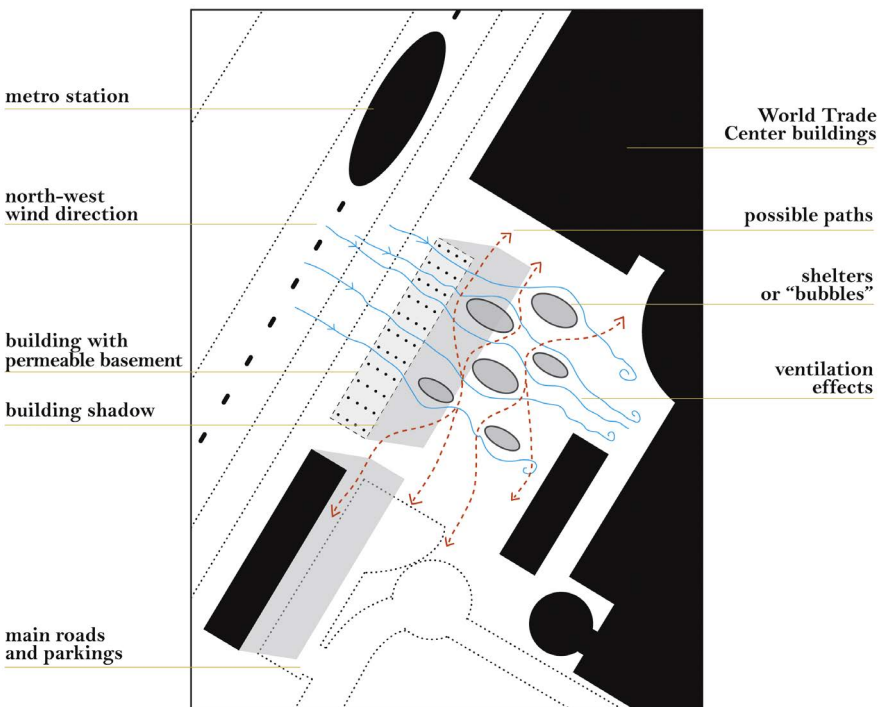 metro station
north-west
wind direction
building with
permeable basement
building shadow
main roads
and parkings
World Trade
Center buildings
possible paths
shelters
or “bubbles”
ventilation
effects